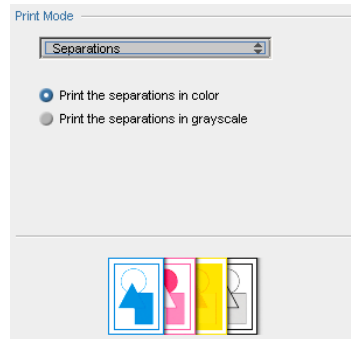 Print Mode
Separations
Print the separations in color
Print the separations in grayscale